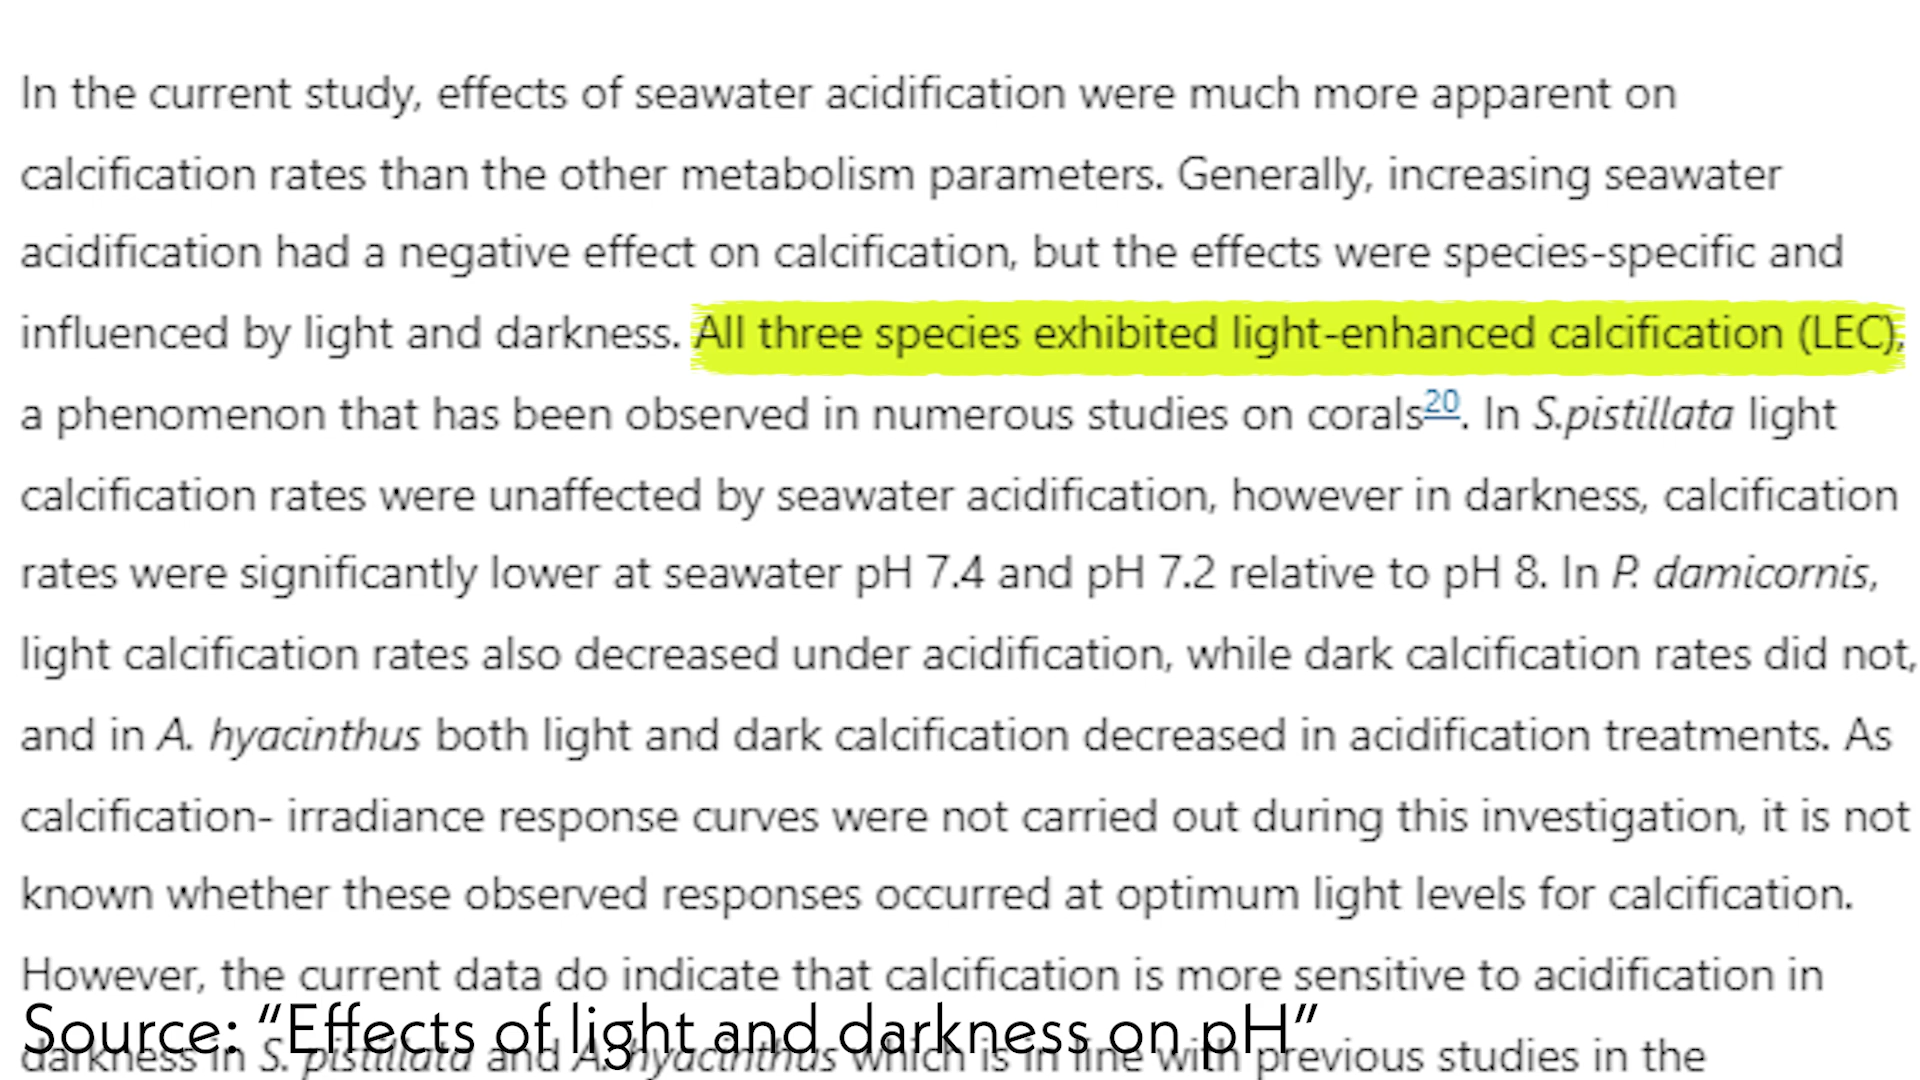 In the current study, effects of seawater acidification were much more apparent on
calcification rates than the other metabolism parameters. Generally, increasing seawater
acidification had a negative effect on calcification, but the effects were species-specific and
influenced by light and darkness. All three species exhibited light-enhanced calcification (LEC),
a phenomenon that has been observed in numerous studies on corals20. In S.pistillata light
calcification rates were unaffected by seawater acidification, however in darkness, calcification
rates were significantly lower at seawater pH 7.4 and pH 7.2 relative to pH 8. In P. damicornis,
light calcification rates also decreased under acidification, while dark calcification rates did not,
and in A. hyacinthus both light and dark calcification decreased in acidification treatments. As
calcification- irradiance response curves were not carried out during this investigation, it is not
known whether these observed responses occurred at optimum light levels for calcification.
However, the current data do indicate that calcification is more sensitive to acidification in
Source: “Effects of light and darkness on pH”
darkness in S. pistillata and A. hyacinthus which is in line with previous studies in the